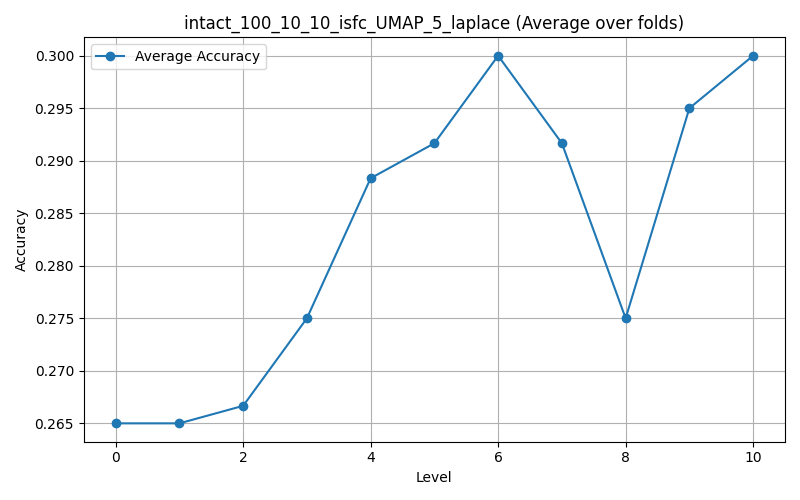 intact_100_10_10_isfc_UMAP_5_laplace (Average over folds)
Average Accuracy
0.300
0.295
0.290
0.285
0.280
0.275
0.270
0.265
Accuracy
0 2 4 6 8 10
Level